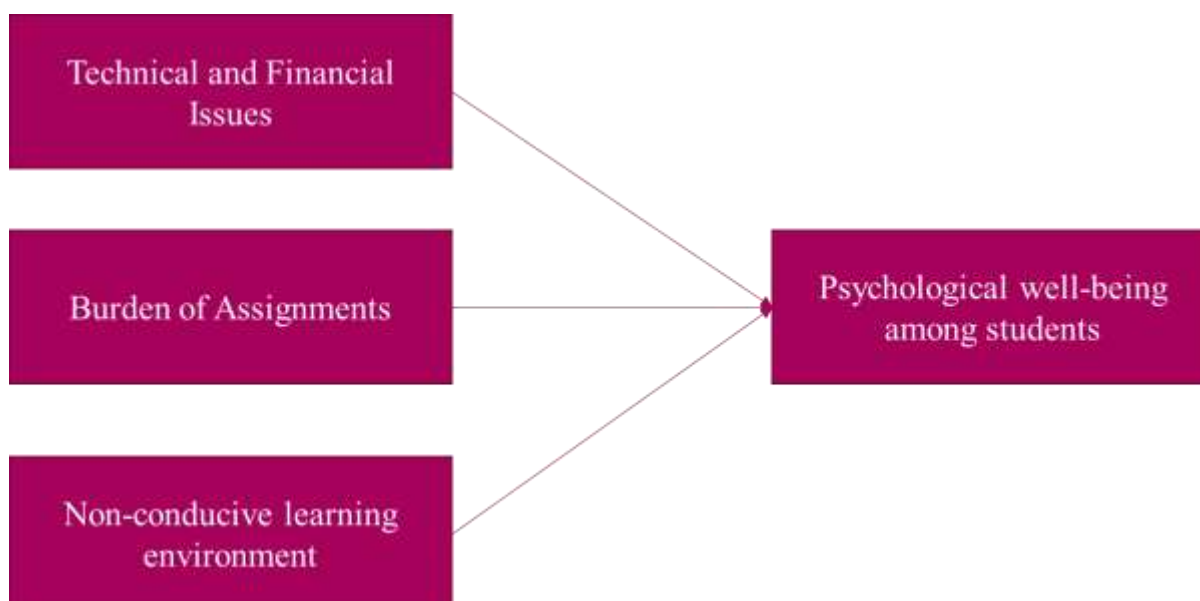 Technical and Financial
Issues
Burden of Assignments
Psychological well-being
among students
Non-conducive learning
environment